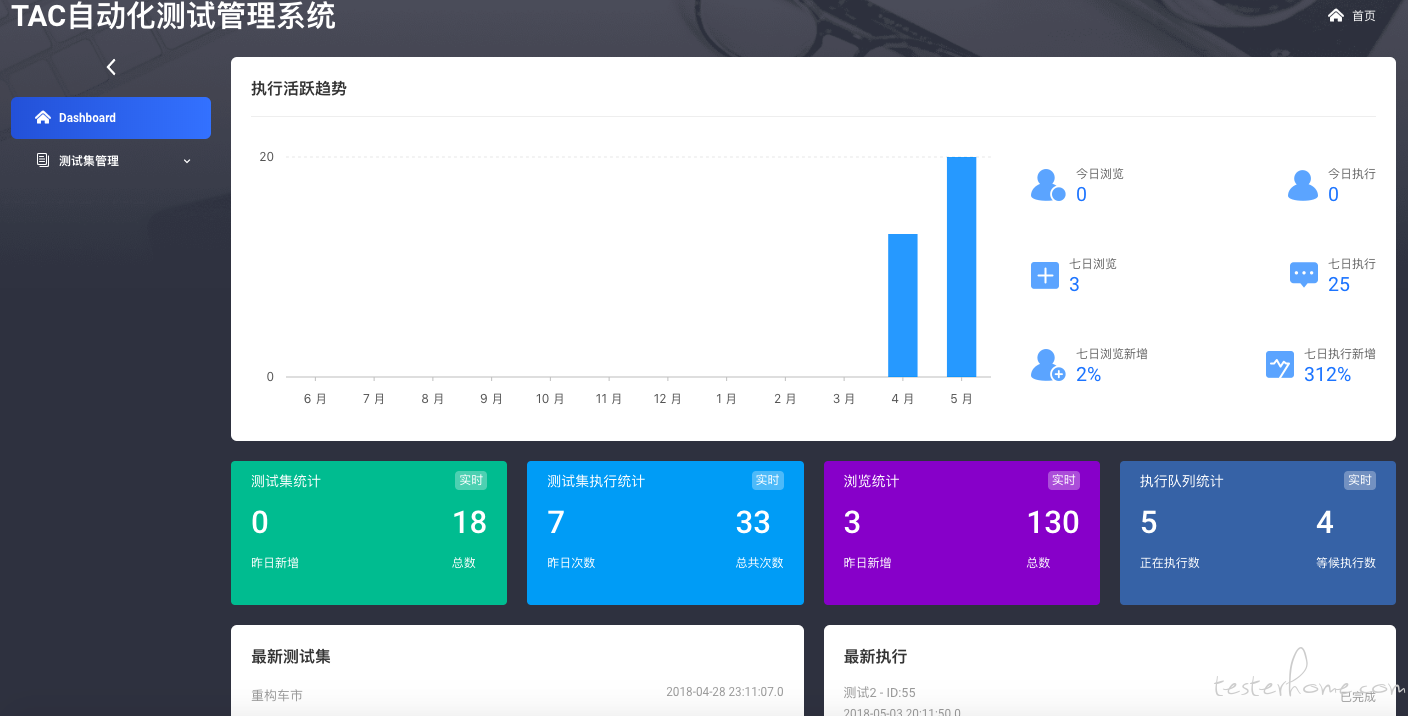 TAC自动化测试管理系统
首页
Dashboard
测试集管理
执行活跃趋势
20
0
6 月 7 月 8 月 9 月 10 月 11 月 12 月 1 月 2 月 3 月 4 月 5 月
今日浏览
0
今日执行
0
七日浏览
3
七日执行
25
七日浏览新增
2%
七日执行新增
312%
测试集统计 实时
0 18
昨日新增 总数
测试集执行统计 实时
7 33
昨日次数 总共次数
浏览统计 实时
3 130
昨日新增 总数
执行队列统计 实时
5 4
正在执行数 等候执行数
最新测试集
重构车市 2018-04-28 23:11:07.0
最新执行
测试2 - ID:55
已完成
2018-05-03 20:11:50.0
testerhome.com